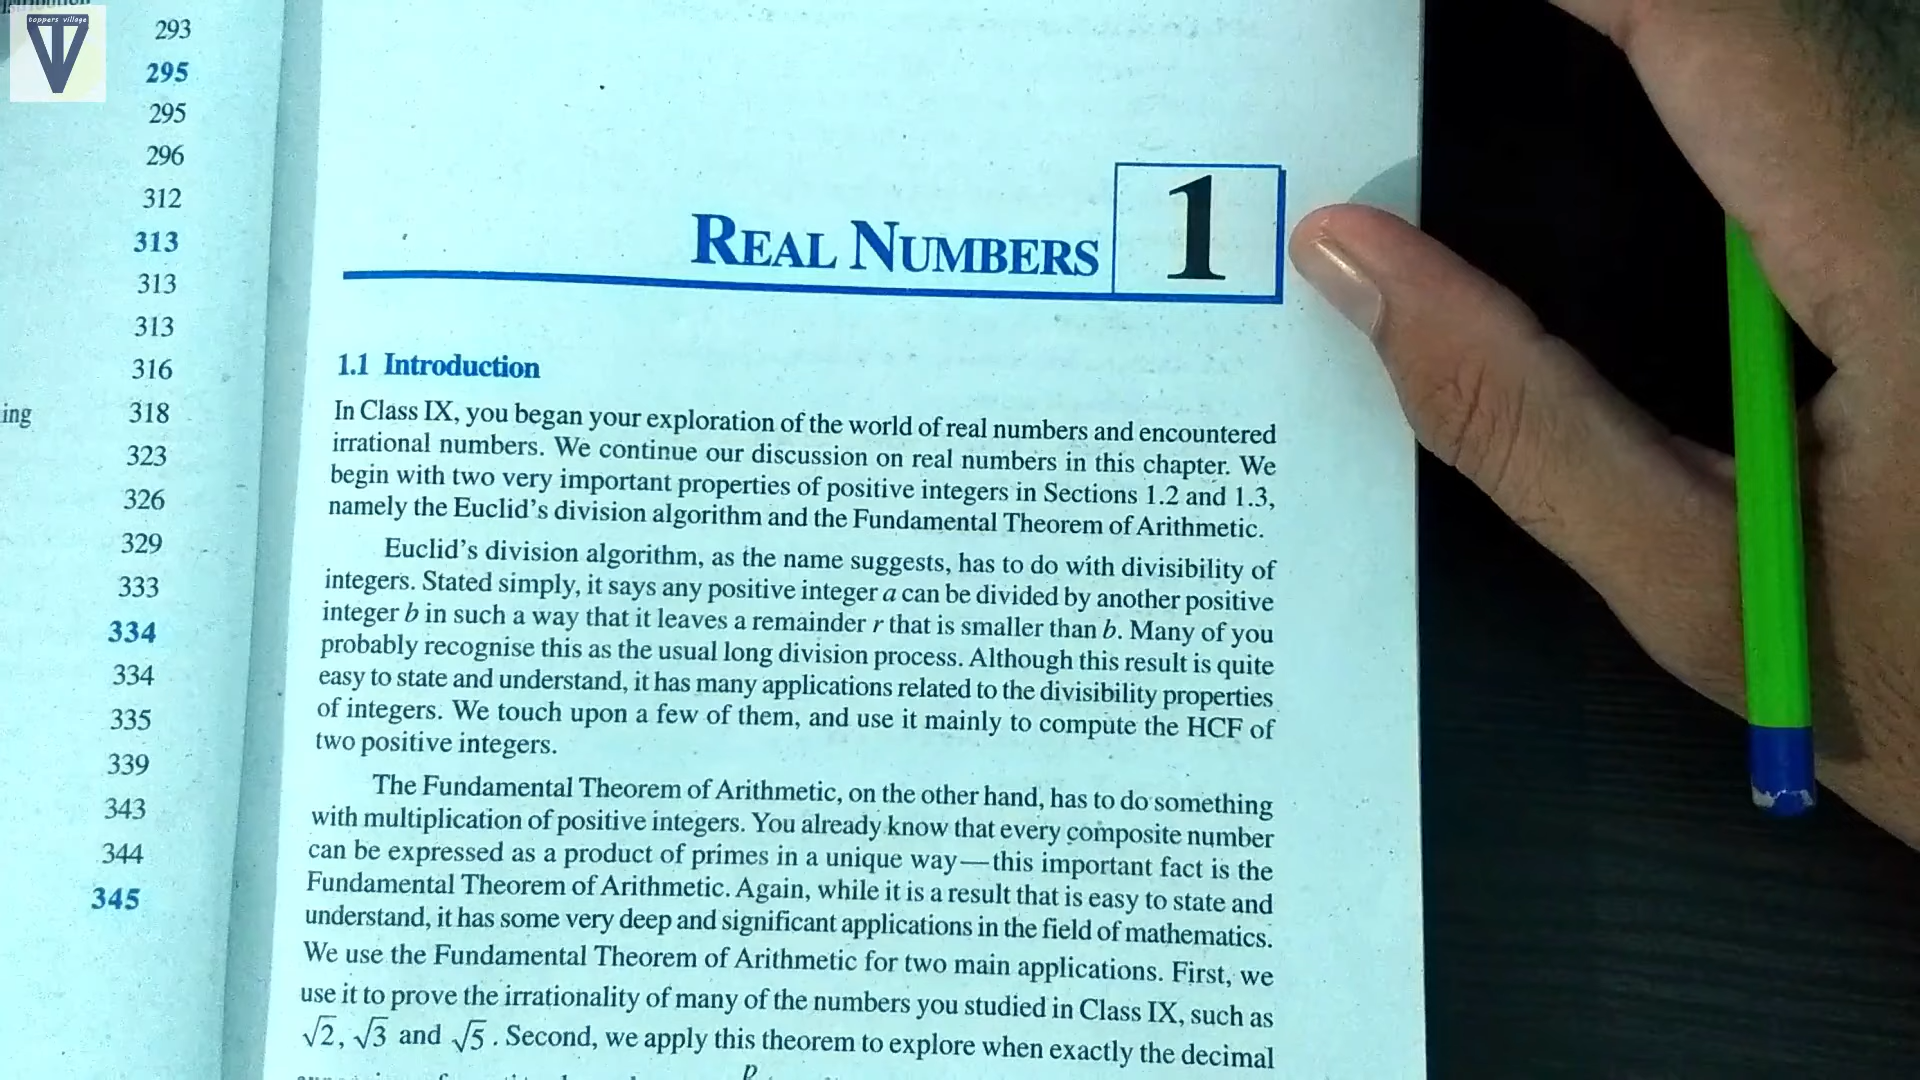 toppers village
293
295
295
296
312
313
313
313
316
ing 318
323
326
329
333
334
334
335
339
343
344
345
REAL NUMBERS 1
1.1 Introduction
In Class IX, you began your exploration of the world of real numbers and encountered
irrational numbers. We continue our discussion on real numbers in this chapter. We
begin with two very important properties of positive integers in Sections 1.2 and 1.3,
namely the Euclid's division algorithm and the Fundamental Theorem of Arithmetic.
Euclid's division algorithm, as the name suggests, has to do with divisibility of
integers. Stated simply, it says any positive integer a can be divided by another positive
integer b in such a way that it leaves a remainder r that is smaller than b. Many of you
probably recognise this as the usual long division process. Although this result is quite
easy to state and understand, it has many applications related to the divisibility properties
of integers. We touch upon a few of them, and use it mainly to compute the HCF of
two positive integers.
The Fundamental Theorem of Arithmetic, on the other hand, has to do something
with multiplication of positive integers. You already know that every composite number
can be expressed as a product of primes in a unique way—this important fact is the
Fundamental Theorem of Arithmetic. Again, while it is a result that is easy to state and
understand, it has some very deep and significant applications in the field of mathematics.
We use the Fundamental Theorem of Arithmetic for two main applications. First, we
use it to prove the irrationality of many of the numbers you studied in Class IX, such as
√2, √3 and √5. Second, we apply this theorem to explore when exactly the decimal
p